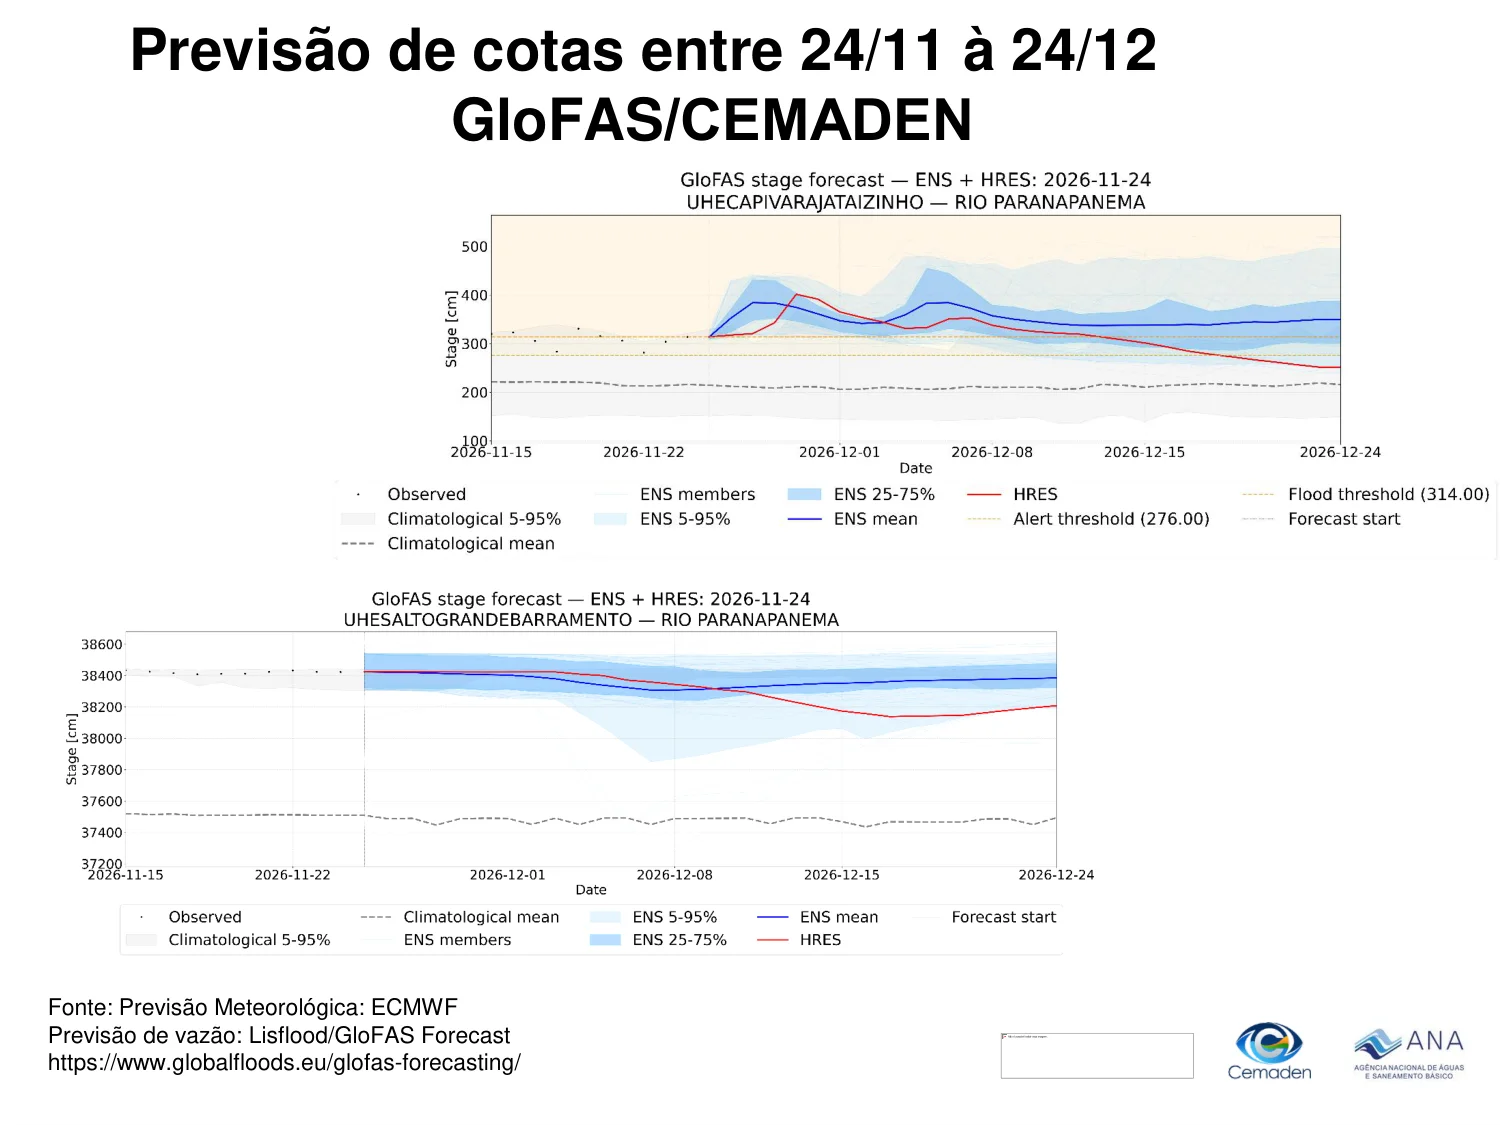 Previsão de cotas entre 24/11 à 24/12
GloFAS/CEMADEN
GloFAS stage forecast — ENS + HRES: 2026-11-24
UHECAPIVARAJATAIZINHO — RIO PARANAPANEMA
Stage [cm]
500
400
300
200
100
2026-11-15 2026-11-22 2026-12-01 2026-12-08 2026-12-15 2026-12-24
Date
Observed ENS members ENS 25-75% HRES Flood threshold (314.00)
Climatological 5-95% ENS 5-95% ENS mean Alert threshold (276.00) Forecast start
Climatological mean
GloFAS stage forecast — ENS + HRES: 2026-11-24
UHESALTOGRANDEBARRAMENTO — RIO PARANAPANEMA
Stage [cm]
38600
38400
38200
38000
37800
37600
37400
37200
2026-11-15 2026-11-22 2026-12-01 2026-12-08 2026-12-15 2026-12-24
Date
Observed Climatological mean ENS 5-95% ENS mean Forecast start
Climatological 5-95% ENS members ENS 25-75% HRES
Fonte: Previsão Meteorológica: ECMWF
Previsão de vazão: Lisflood/GloFAS Forecast
https://www.globalfloods.eu/glofas-forecasting/
Cemaden
ANA
AGÊNCIA NACIONAL DE ÁGUAS
E SANEAMENTO BÁSICO